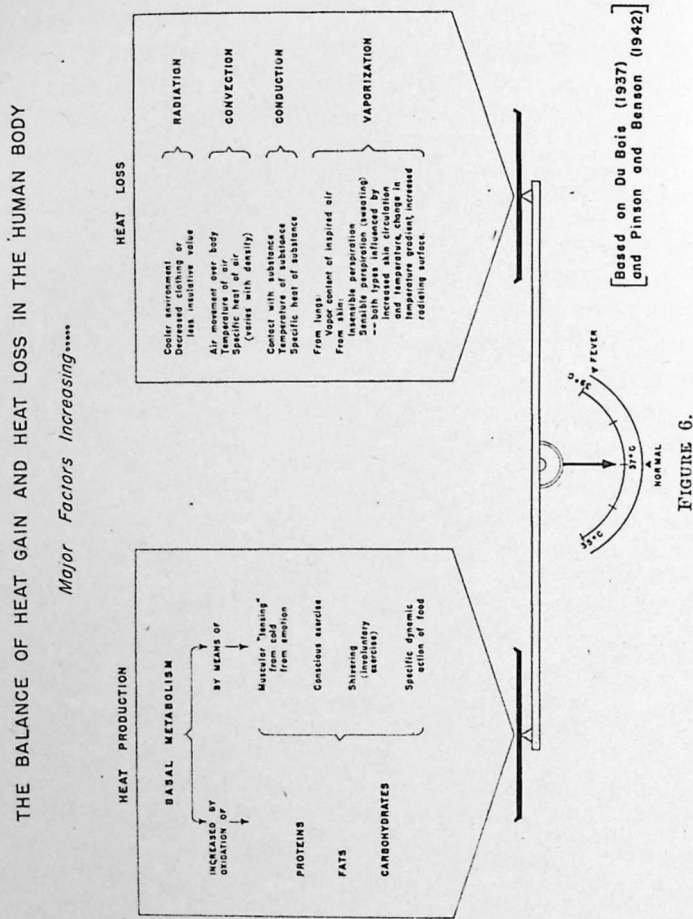 THE BALANCE OF HEAT GAIN AND HEAT LOSS IN THE HUMAN BODY
Major Factors Increasing.....
HEAT PRODUCTION
BASAL METABOLISM
INCREASED BY
OXIDATION OF
PROTEINS
FATS
CARBOHYDRATES
BY MEANS OF
Muscular "tensing"
from cold
from emotion
Conscious exercise
Shivering
(involuntary
exercise)
Specific dynamic
action of food
HEAT LOSS
Cooler environment
Decreased clothing or
less insulative value
RADIATION
Air movement over body
Temperature of air
Specific heat of air
(varies with density)
CONVECTION
Contact with substance
Temperature of substance
Specific heat of substance
CONDUCTION
From lungs:
Vapor content of inspired air
From skin:
Insensible perspiration
Sensible perspiration (sweating)
-- both types influenced by
increased skin circulation
and temperature, change in
temperature gradient, increased
radiating surface.
VAPORIZATION
35°C
37°C
39°C
NORMAL
FEVER
[Based on Du Bois (1937)
and Pinson and Benson (1942)]
FIGURE 6.